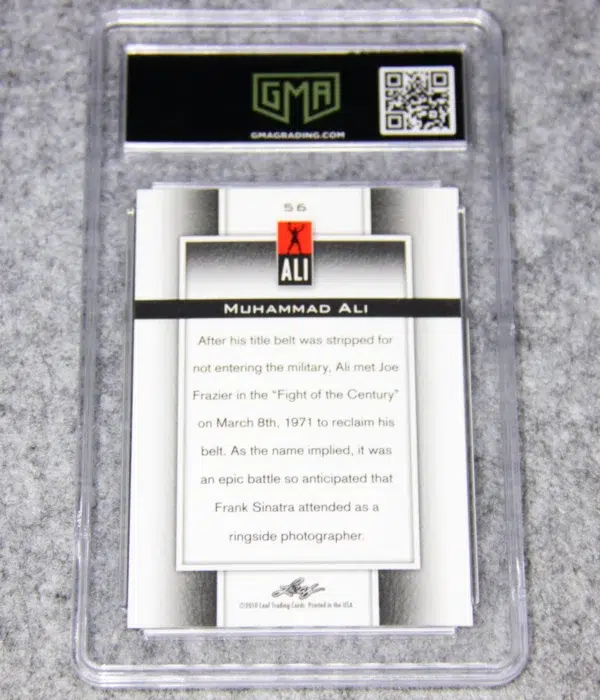 GMA
GMAGRADING.COM
56
ALI
MUHAMMAD ALI
After his title belt was stripped for
not entering the military, Ali met Joe
Frazier in the “Fight of the Century”
on March 8th, 1971 to reclaim his
belt. As the name implied, it was
an epic battle so anticipated that
Frank Sinatra attended as a
ringside photographer.
Leaf
©2010 Leaf Trading Cards. Printed in the USA